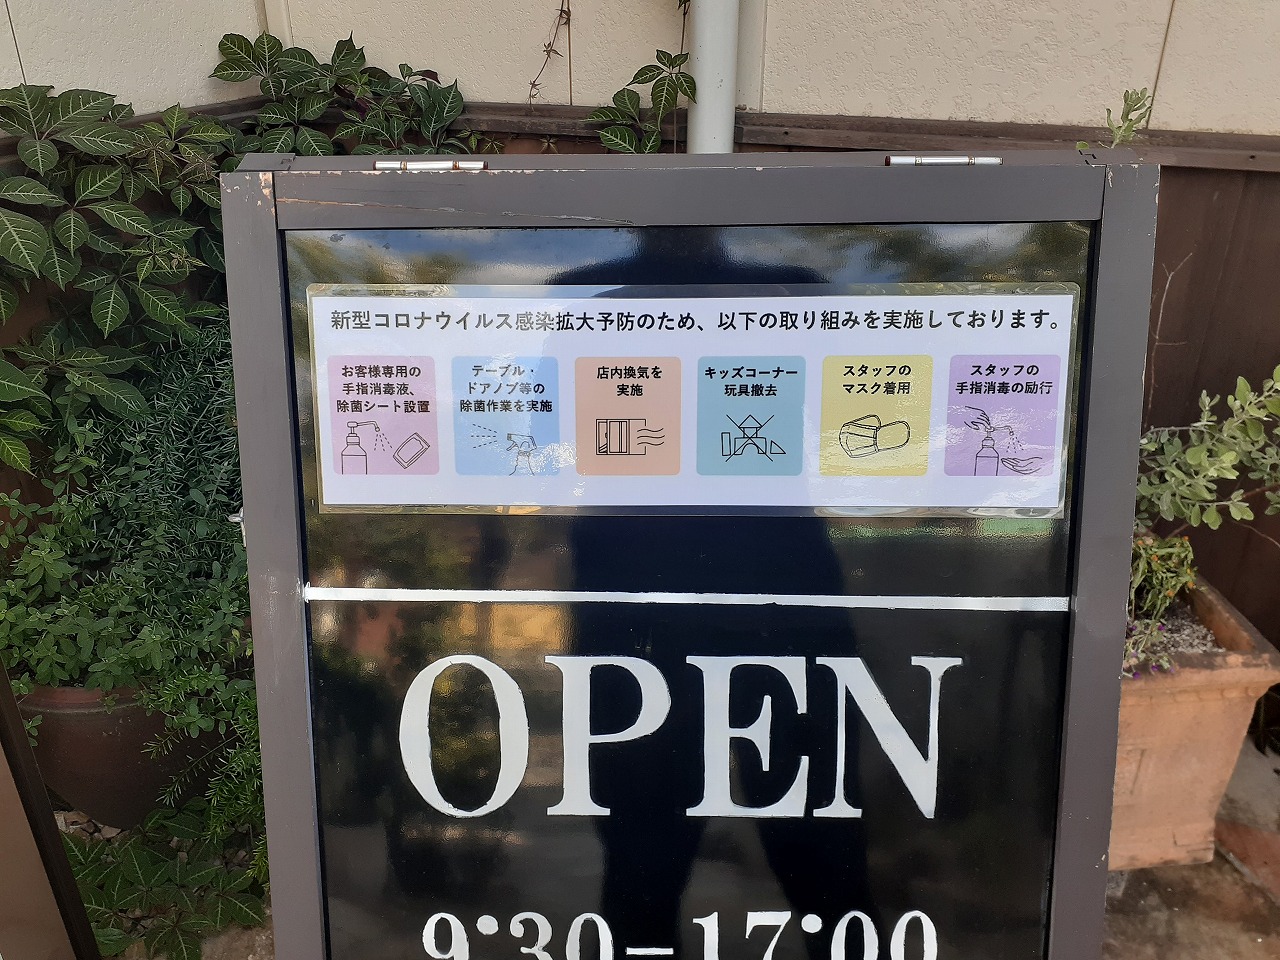 新型コロナウイルス感染拡大予防のため、以下の取り組みを実施しております。
お客様専用の
手指消毒液、
除菌シート設置
テーブル・
ドアノブ等の
除菌作業を実施
店内換気を
実施
キッズコーナー
玩具撤去
スタッフの
マスク着用
スタッフの
手指消毒の励行
OPEN
9:30-17:00